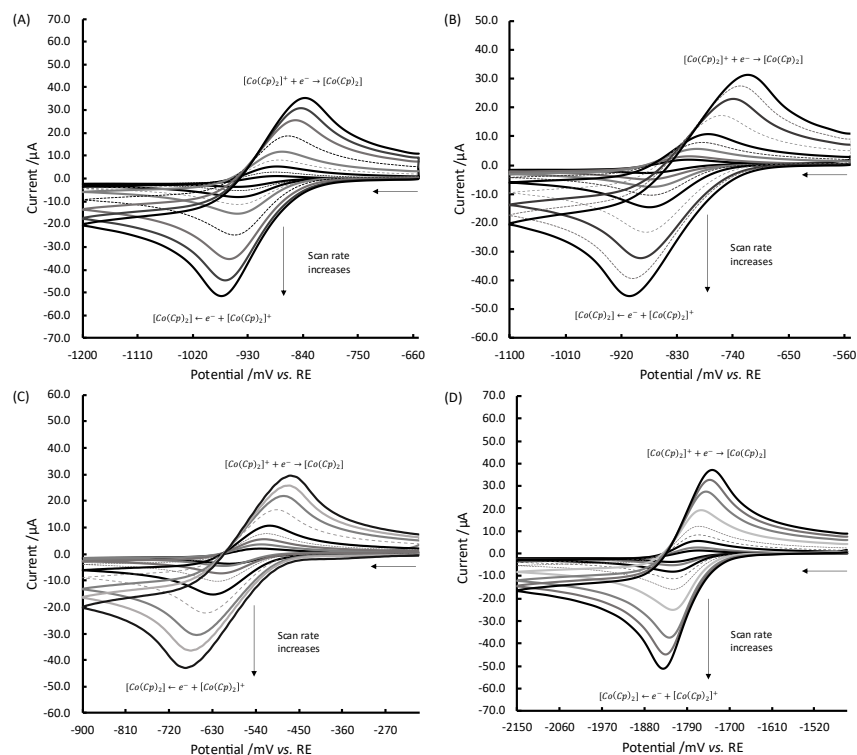 (A)
70.0
60.0
50.0
40.0
30.0
20.0
10.0
0.0
-10.0
-20.0
-30.0
-40.0
-50.0
-60.0
-70.0
Current /µA
[Co(Cp)₂]⁺ + e⁻ → [Co(Cp)₂]
Scan rate
increases
[Co(Cp)₂] ← e⁻ + [Co(Cp)₂]⁺
-1200 -1110 -1020 -930 -840 -750 -660
Potential /mV vs. RE
(B)
50.0
40.0
30.0
20.0
10.0
0.0
-10.0
-20.0
-30.0
-40.0
-50.0
-60.0
Current /µA
[Co(Cp)₂]⁺ + e⁻ → [Co(Cp)₂]
Scan rate
increases
[Co(Cp)₂] ← e⁻ + [Co(Cp)₂]⁺
-1100 -1010 -920 -830 -740 -650 -560
Potential /mV vs. RE
(C)
60.0
50.0
40.0
30.0
20.0
10.0
0.0
-10.0
-20.0
-30.0
-40.0
-50.0
-60.0
Current /µA
[Co(Cp)₂]⁺ + e⁻ → [Co(Cp)₂]
Scan rate
increases
[Co(Cp)₂] ← e⁻ + [Co(Cp)₂]⁺
-900 -810 -720 -630 -540 -450 -360 -270
Potential /mV vs. RE
(D)
70.0
60.0
50.0
40.0
30.0
20.0
10.0
0.0
-10.0
-20.0
-30.0
-40.0
-50.0
-60.0
-70.0
Current /µA
[Co(Cp)₂]⁺ + e⁻ → [Co(Cp)₂]
Scan rate
increases
[Co(Cp)₂] ← e⁻ + [Co(Cp)₂]⁺
-2150 -2060 -1970 -1880 -1790 -1700 -1520
Potential /mV vs. RE